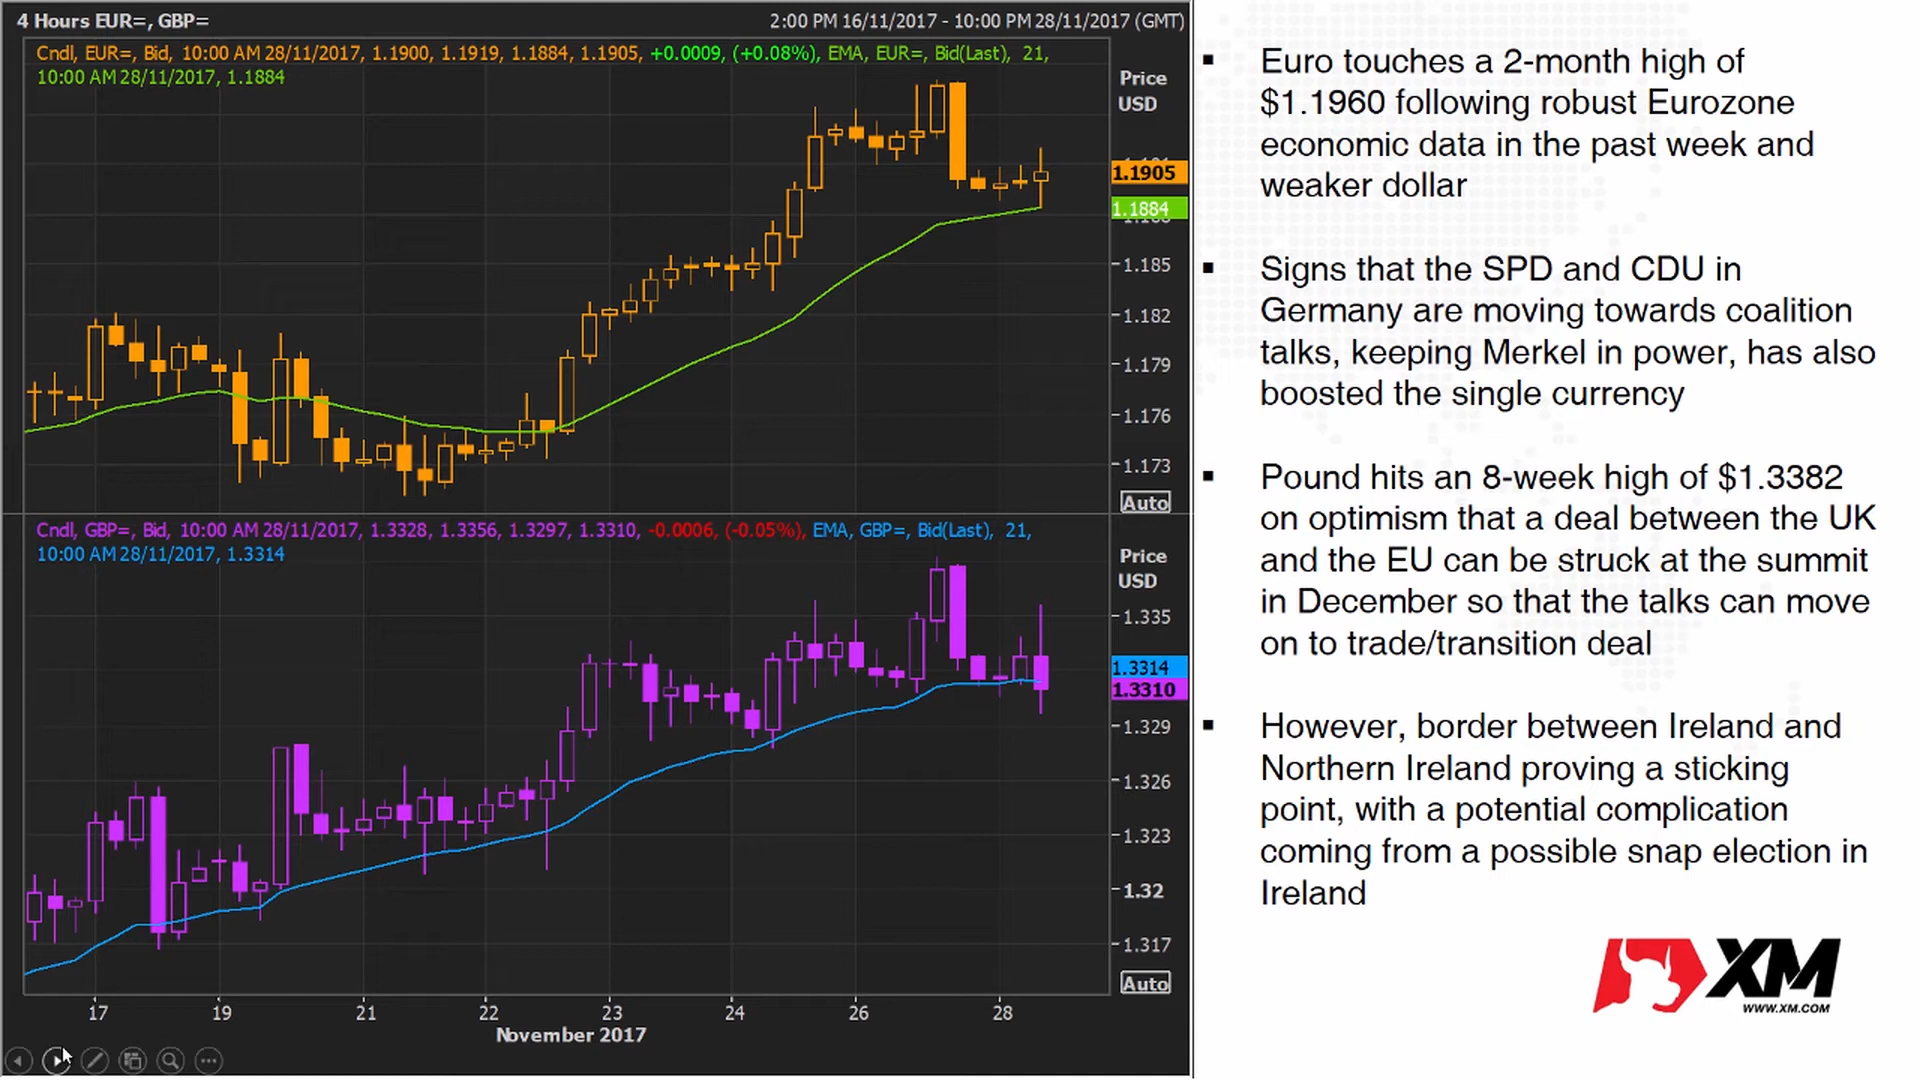 4 Hours EUR=, GBP=
2:00 PM 16/11/2017 - 10:00 PM 28/11/2017 (GMT)
Cndl, EUR=, Bid, 10:00 AM 28/11/2017, 1.1900, 1.1919, 1.1884, 1.1905, +0.0009, (+0.08%), EMA, EUR=, Bid(Last), 21,
10:00 AM 28/11/2017, 1.1884
Price
USD
1.1905
1.1884
1.185
1.182
1.179
1.176
1.173
Auto
Cndl, GBP=, Bid, 10:00 AM 28/11/2017, 1.3328, 1.3356, 1.3297, 1.3310, -0.0006, (-0.05%), EMA, GBP=, Bid(Last), 21,
10:00 AM 28/11/2017, 1.3314
Price
USD
1.335
1.3314
1.3310
1.329
1.326
1.323
1.32
1.317
Auto
17 19 21 22 23 24 26 28
November 2017
Euro touches a 2-month high of
$1.1960 following robust Eurozone
economic data in the past week and
weaker dollar
Signs that the SPD and CDU in
Germany are moving towards coalition
talks, keeping Merkel in power, has also
boosted the single currency
Pound hits an 8-week high of $1.3382
on optimism that a deal between the UK
and the EU can be struck at the summit
in December so that the talks can move
on to trade/transition deal
However, border between Ireland and
Northern Ireland proving a sticking
point, with a potential complication
coming from a possible snap election in
Ireland
XM
WWW.XM.COM